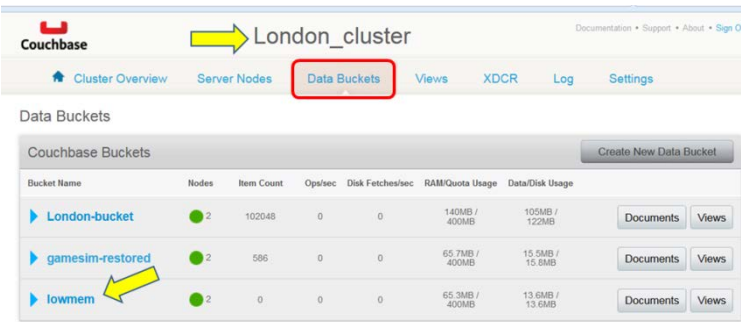 Couchbase
London_cluster
Documentation • Support • About • Sign O
Cluster Overview Server Nodes Data Buckets Views XDCR Log Settings
Data Buckets
Couchbase Buckets Create New Data Bucket
Bucket Name Nodes Item Count Ops/sec Disk Fetches/sec RAM/Quota Usage Data/Disk Usage
London-bucket 2 102048 0 0 140MB / 400MB 105MB / 122MB Documents Views
gamesim-restored 2 586 0 0 65.7MB / 400MB 15.5MB / 15.8MB Documents Views
lowmem 2 0 0 0 65.3MB / 400MB 13.6MB / 13.6MB Documents Views